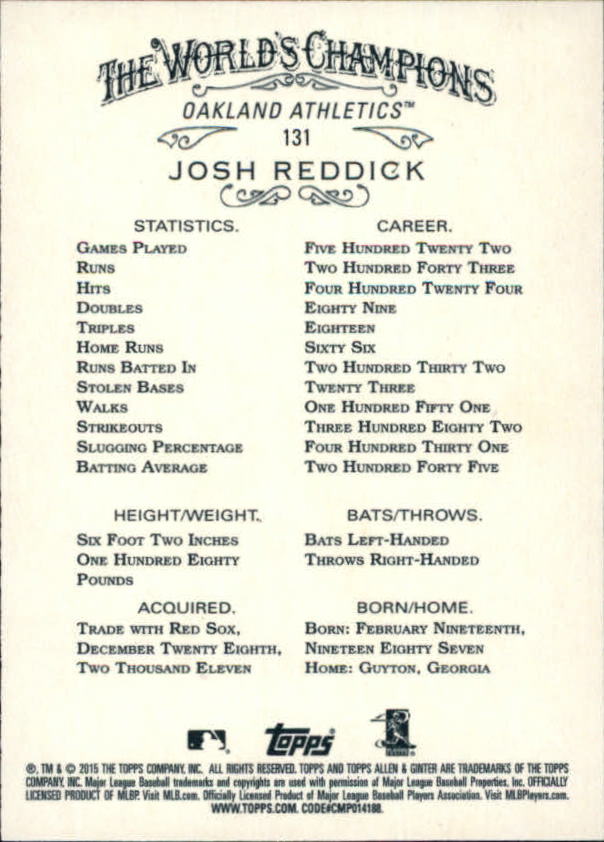 THE WORLD'S CHAMPIONS
OAKLAND ATHLETICS™
131
JOSH REDDICK
STATISTICS. CAREER.
GAMES PLAYED FIVE HUNDRED TWENTY TWO
RUNS TWO HUNDRED FORTY THREE
HITS FOUR HUNDRED TWENTY FOUR
DOUBLES EIGHTY NINE
TRIPLES EIGHTEEN
HOME RUNS SIXTY SIX
RUNS BATTED IN TWO HUNDRED THIRTY TWO
STOLEN BASES TWENTY THREE
WALKS ONE HUNDRED FIFTY ONE
STRIKEOUTS THREE HUNDRED EIGHTY TWO
SLUGGING PERCENTAGE FOUR HUNDRED THIRTY ONE
BATTING AVERAGE TWO HUNDRED FORTY FIVE
HEIGHT/WEIGHT. BATS/THROWS.
SIX FOOT TWO INCHES BATS LEFT-HANDED
ONE HUNDRED EIGHTY THROWS RIGHT-HANDED
POUNDS
ACQUIRED. BORN/HOME.
TRADE WITH RED SOX, BORN: FEBRUARY NINETEENTH,
DECEMBER TWENTY EIGHTH, NINETEEN EIGHTY SEVEN
TWO THOUSAND ELEVEN HOME: GUYTON, GEORGIA
topps
®, TM & © 2015 THE TOPPS COMPANY, INC. ALL RIGHTS RESERVED. TOPPS AND TOPPS ALLEN & GINTER ARE TRADEMARKS OF THE TOPPS
COMPANY, INC. Major League Baseball trademarks and copyrights are used with permission of Major League Baseball Properties, Inc. OFFICIALLY
LICENSED PRODUCT OF MLBP. Visit MLB.com. Officially Licensed Product of Major League Baseball Players Association. Visit MLBPlayers.com.
WWW.TOPPS.COM. CODE#CMP014188.